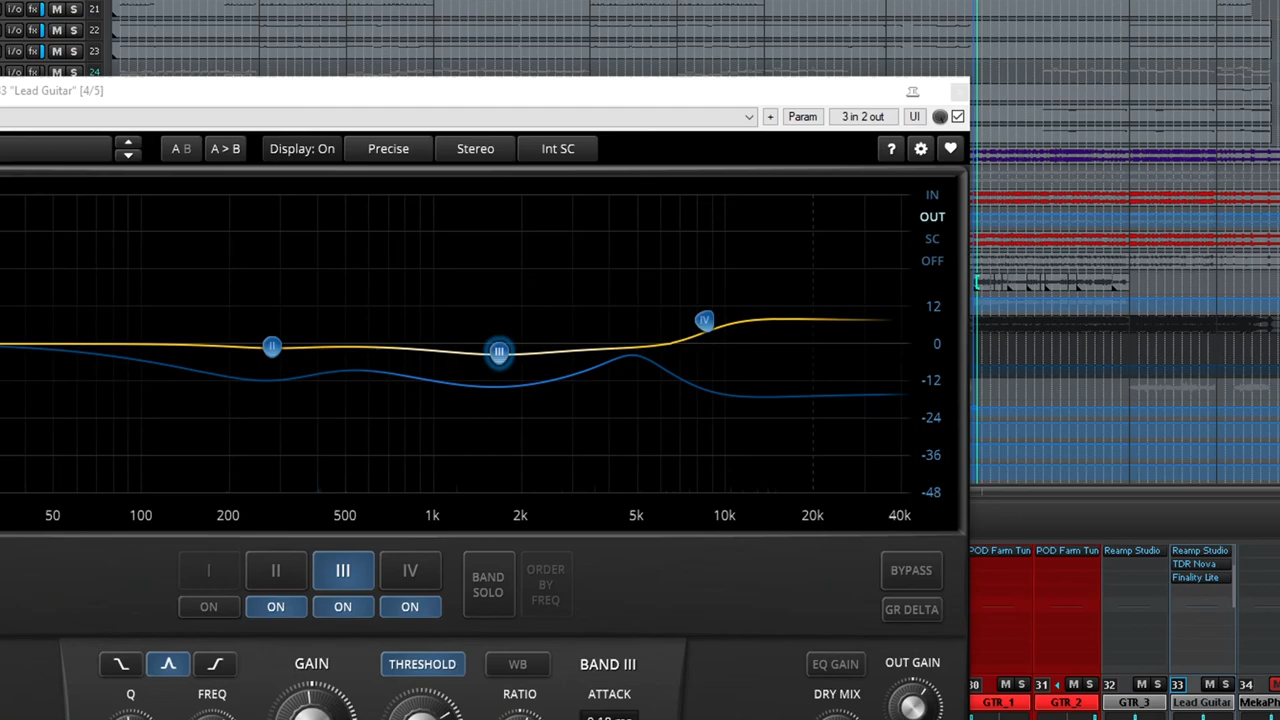 i/o fx M S 21
i/o fx M S 22
i/o fx M S 23
i/o fx M S 24
3 "Lead Guitar" [4/5]
+ Param 3 in 2 out UI
A B A > B Display: On Precise Stereo Int SC ? 
IN
OUT
SC
OFF
12
0
-12
-24
-36
-48
II III IV
50 100 200 500 1k 2k 5k 10k 20k 40k
I II III IV
ON ON ON ON
BAND
SOLO
ORDER
BY
FREQ
BYPASS
GR DELTA
GAIN THRESHOLD WB BAND III EQ GAIN OUT GAIN
Q FREQ RATIO ATTACK DRY MIX
POD Farm Tun POD Farm Tun Reamp Studio Reamp Studio
TDR Nova
Finality Lite
30 M S 31 M S 32 M S 33 M S 34
GTR_1 GTR_2 GTR_3 Lead Guitar MekaPh